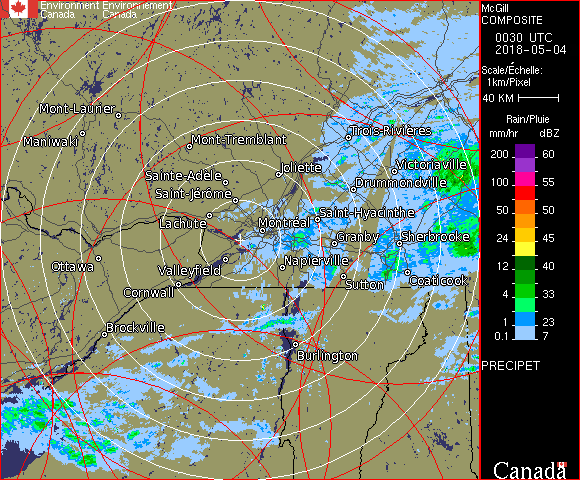 Environment Environnement
Canada Canada
McGill
COMPOSITE
0030 UTC
2018-05-04
Scale/Échelle:
1km/Pixel
40 KM
Rain/Pluie
mm/hr dBZ
200 60
100 55
50 50
24 45
12 40
4 33
1 23
0.1 7
PRECIPET
Canada
Mont-Laurier
Maniwaki
Mont-Tremblant
Trois-Rivières
Joliette
Victoriaville
Sainte-Adèle
Drummondville
Saint-Jérôme
Lachute
Saint-Hyacinthe
Montréal
Granby
Sherbrooke
Ottawa
Valleyfield
Napierville
Cornwall
Sutton
Coaticook
Brockville
Burlington